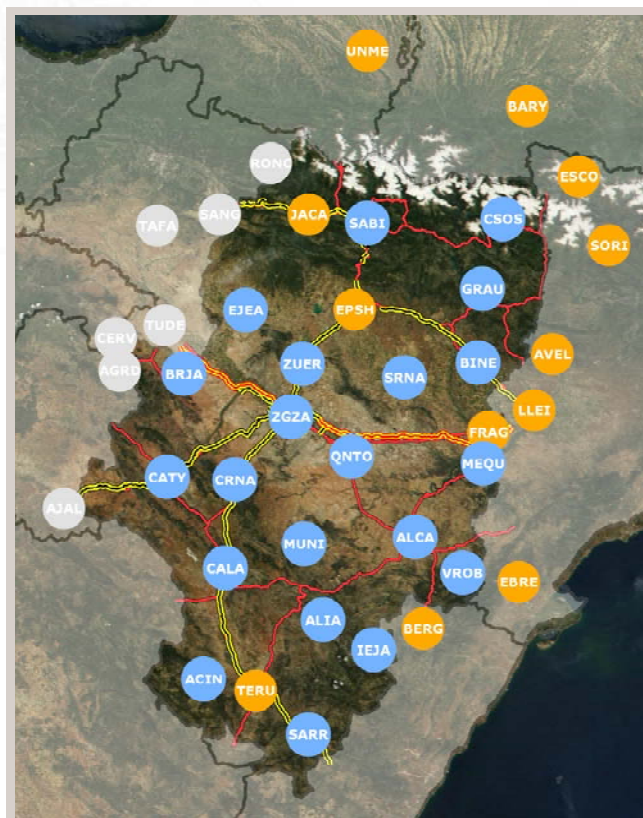 UNME
BARY
RONC
ESCO
SANG
JACA
TAFA
SABI
CSOS
SORI
GRAU
EJEA
EPSH
TUDE
CERV
AGRD
BRJA
ZUER
SRNA
BINE
AVEL
LLEI
ZGZA
FRAG
QNTO
MEQU
CATY
CRNA
AJAL
ALCA
MUNI
CALA
VROB
EBRE
ALIA
BERG
IEJA
ACIN
TERU
SARR